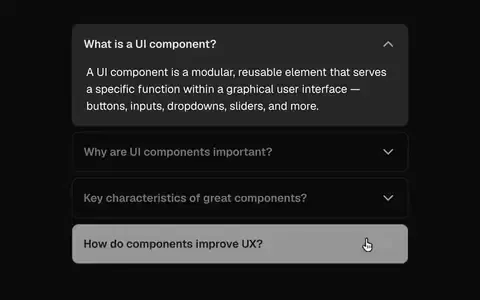 What is a UI component?
A UI component is a modular, reusable element that serves
a specific function within a graphical user interface —
buttons, inputs, dropdowns, sliders, and more.
Why are UI components important?
Key characteristics of great components?
How do components improve UX?